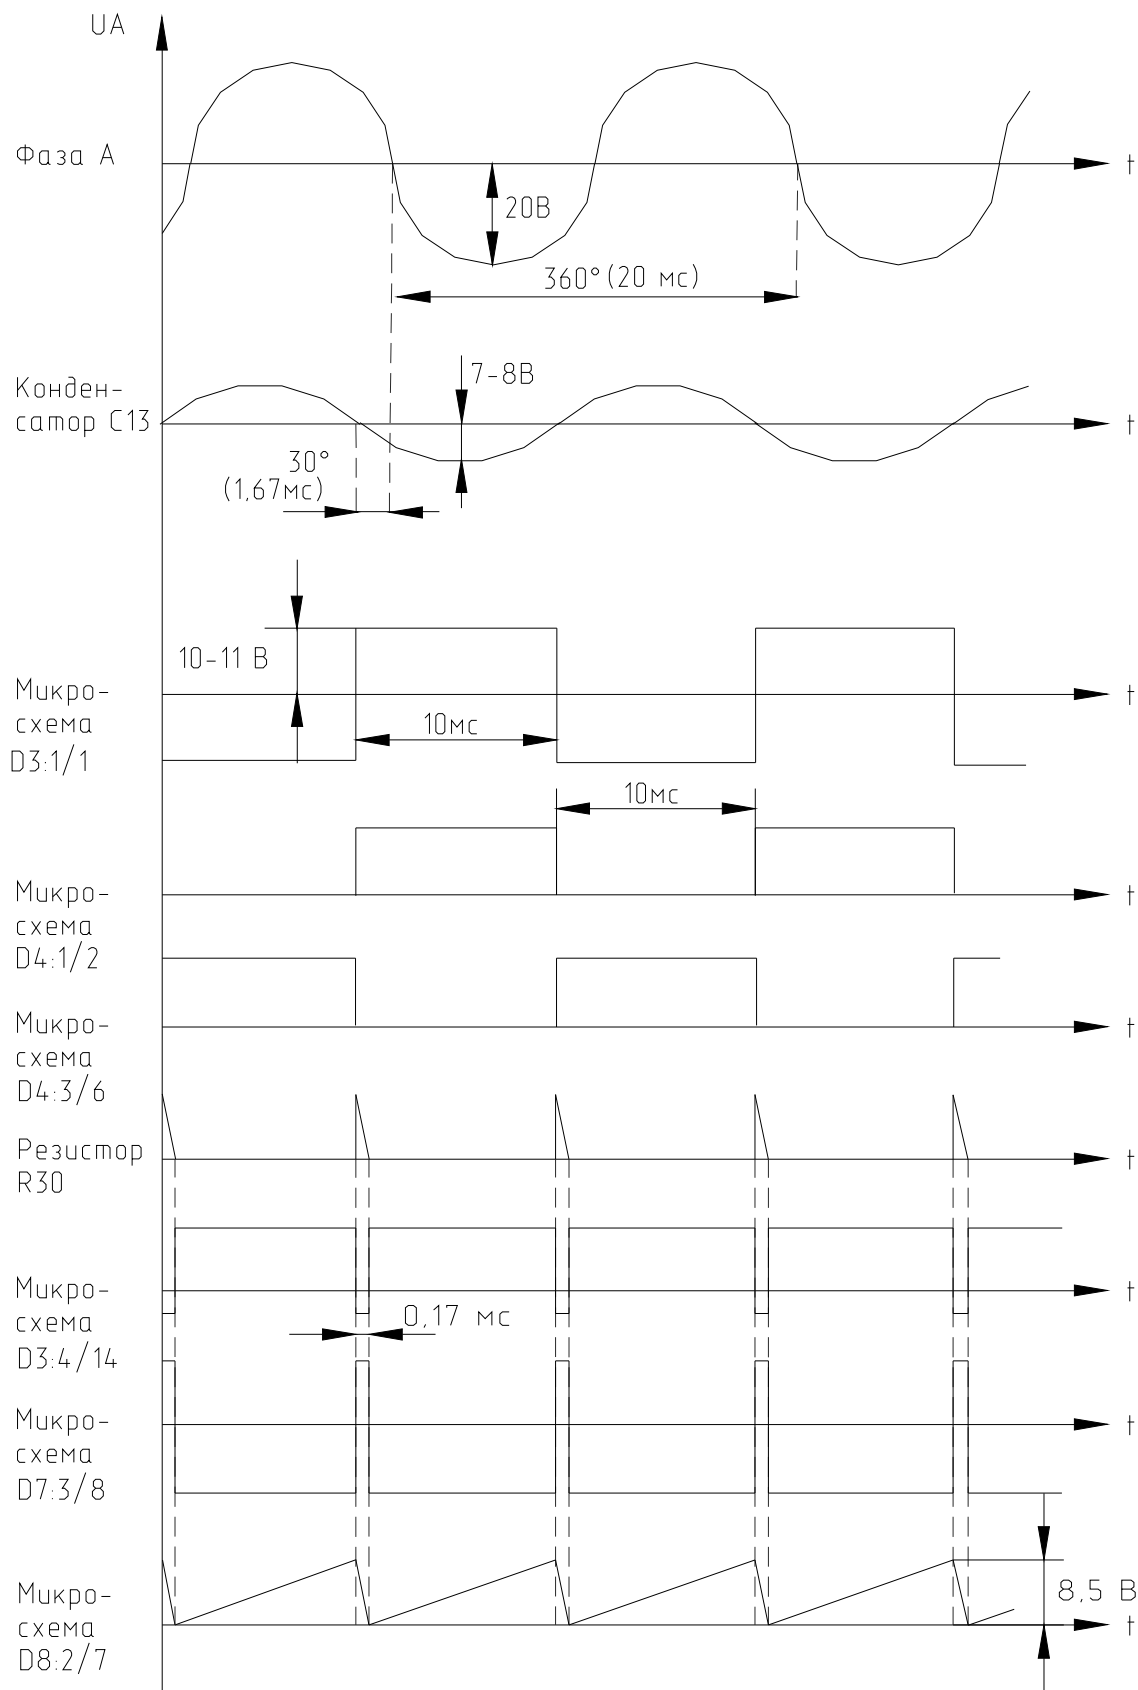 UA
Фаза А
t
20В
360°(20 мс)
Конден-
сатор С13
7-8В
t
30°
(1,67мс)
10-11 В
Микро-
схема
D3:1/1
t
10мс
10мс
Микро-
схема
D4:1/2
t
Микро-
схема
D4:3/6
t
Резистор
R30
t
Микро-
схема
D3:4/14
t
0,17 мс
Микро-
схема
D7:3/8
t
Микро-
схема
D8:2/7
8,5 В
t